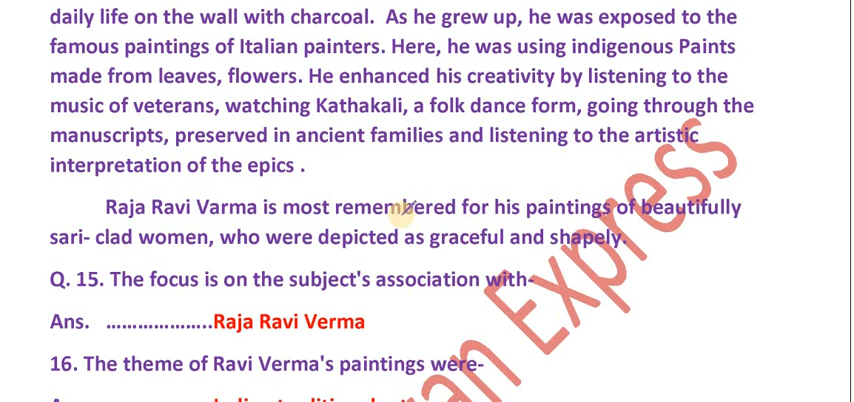 daily life on the wall with charcoal. As he grew up, he was exposed to the
famous paintings of Italian painters. Here, he was using indigenous Paints
made from leaves, flowers. He enhanced his creativity by listening to the
music of veterans, watching Kathakali, a folk dance form, going through the
manuscripts, preserved in ancient families and listening to the artistic
interpretation of the epics .
Raja Ravi Varma is most remembered for his paintings of beautifully
sari- clad women, who were depicted as graceful and shapely.
Q. 15. The focus is on the subject's association with-
Ans. ………………..Raja Ravi Verma
16. The theme of Ravi Verma's paintings were-
an Express